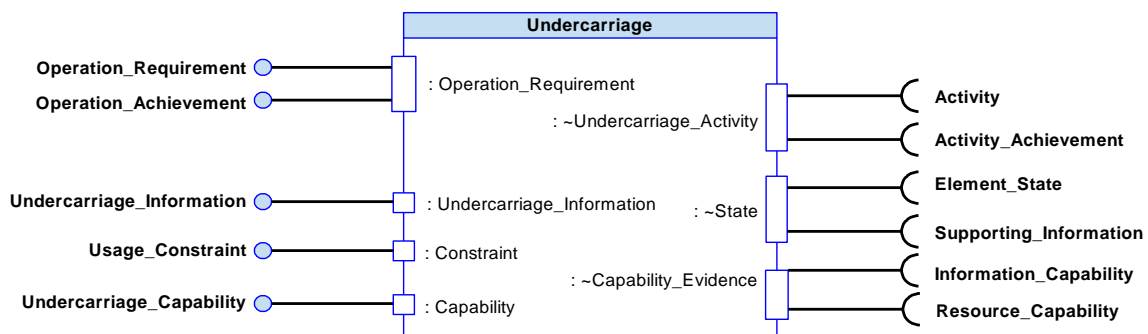 Undercarriage
Operation_Requirement
Operation_Achievement
: Operation_Requirement
: ~Undercarriage_Activity
Activity
Activity_Achievement
Undercarriage_Information
: Undercarriage_Information
: ~State
Element_State
Supporting_Information
Usage_Constraint
: Constraint
: ~Capability_Evidence
Information_Capability
Undercarriage_Capability
: Capability
Resource_Capability